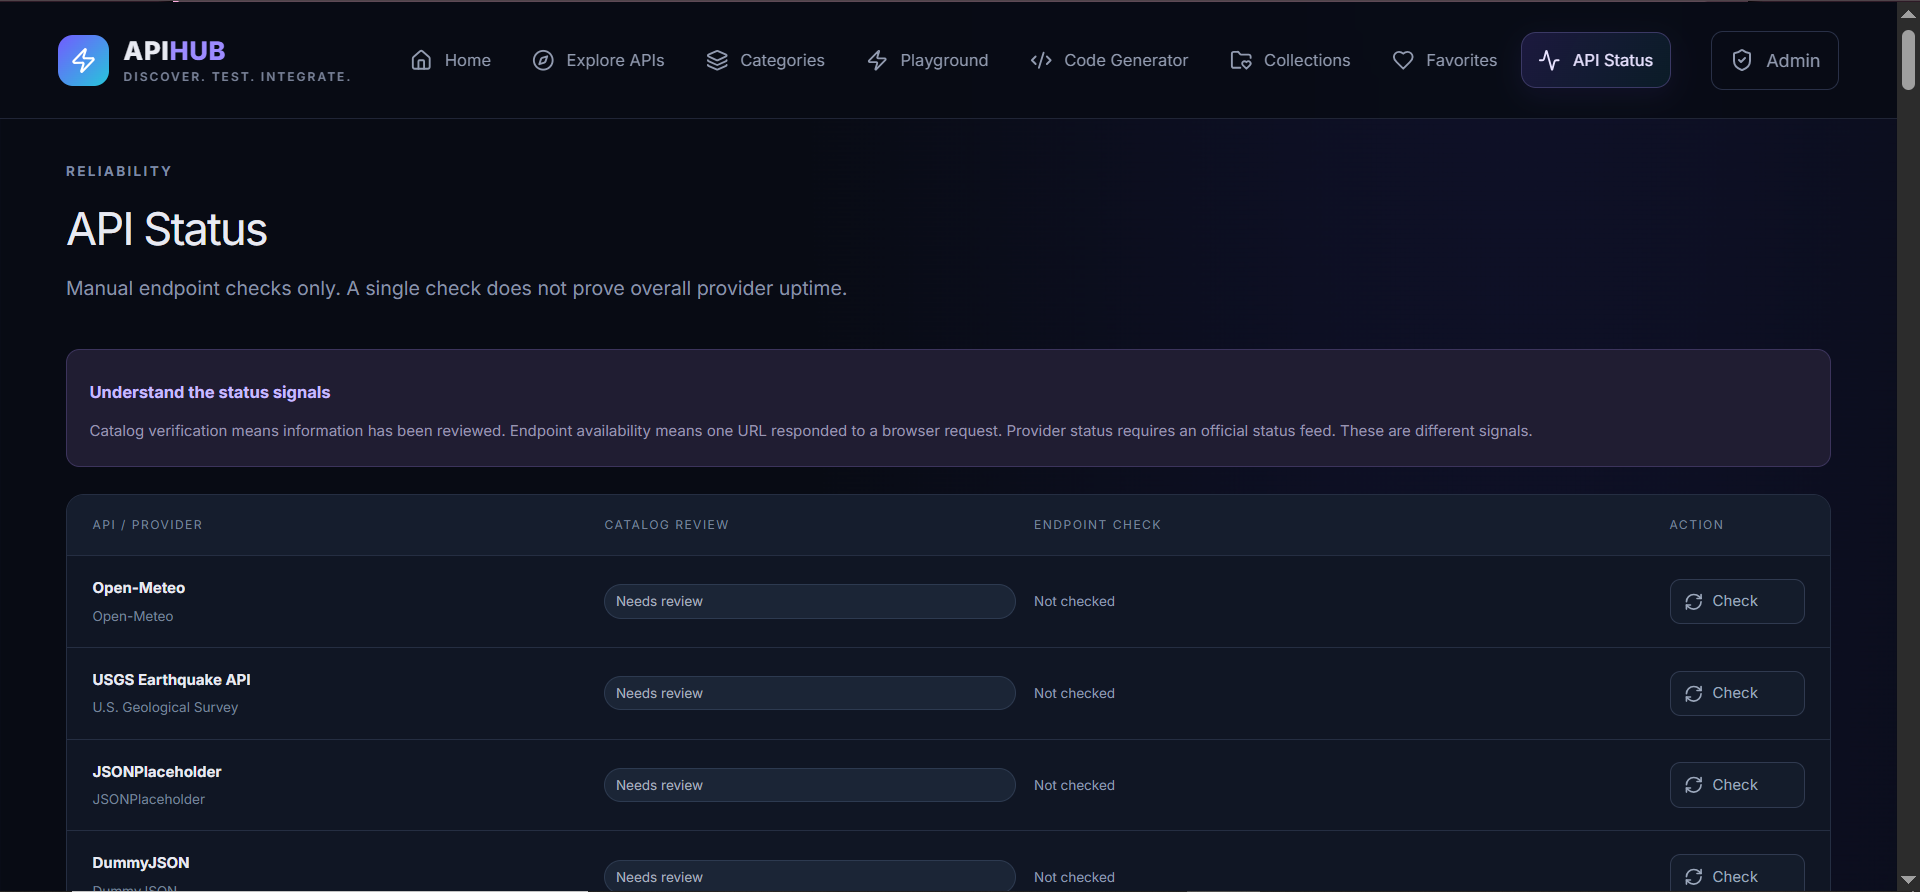 APIHUB
DISCOVER. TEST. INTEGRATE.
Home
Explore APIs
Categories
Playground
Code Generator
Collections
Favorites
API Status
Admin
RELIABILITY
API Status
Manual endpoint checks only. A single check does not prove overall provider uptime.
Understand the status signals
Catalog verification means information has been reviewed. Endpoint availability means one URL responded to a browser request. Provider status requires an official status feed. These are different signals.
API / PROVIDER CATALOG REVIEW ENDPOINT CHECK ACTION
Open-Meteo
Open-Meteo
Needs review
Not checked
Check
USGS Earthquake API
U.S. Geological Survey
Needs review
Not checked
Check
JSONPlaceholder
JSONPlaceholder
Needs review
Not checked
Check
DummyJSON
DummyJSON
Needs review
Not checked
Check